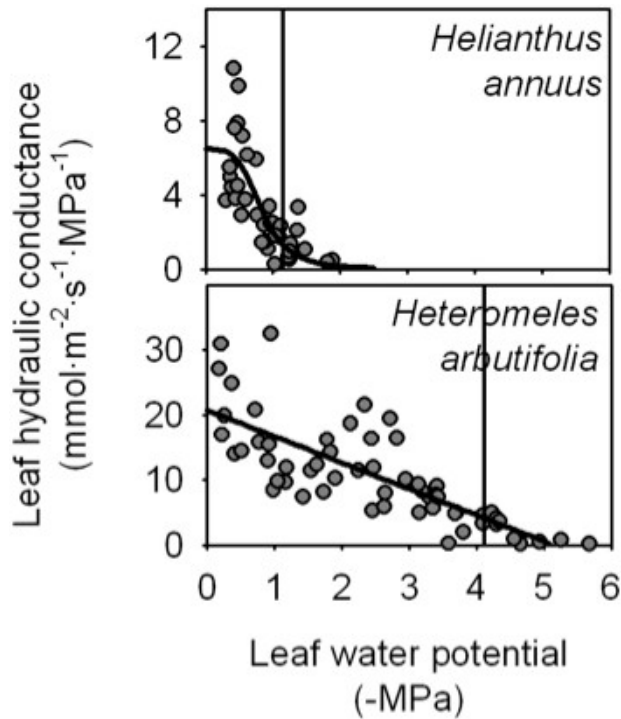 Leaf hydraulic conductance
(mmol·m⁻²·s⁻¹·MPa⁻¹)
12
8
4
0
Helianthus
annuus
30
20
10
0
Heteromeles
arbutifolia
0 1 2 3 4 5 6
Leaf water potential
(-MPa)